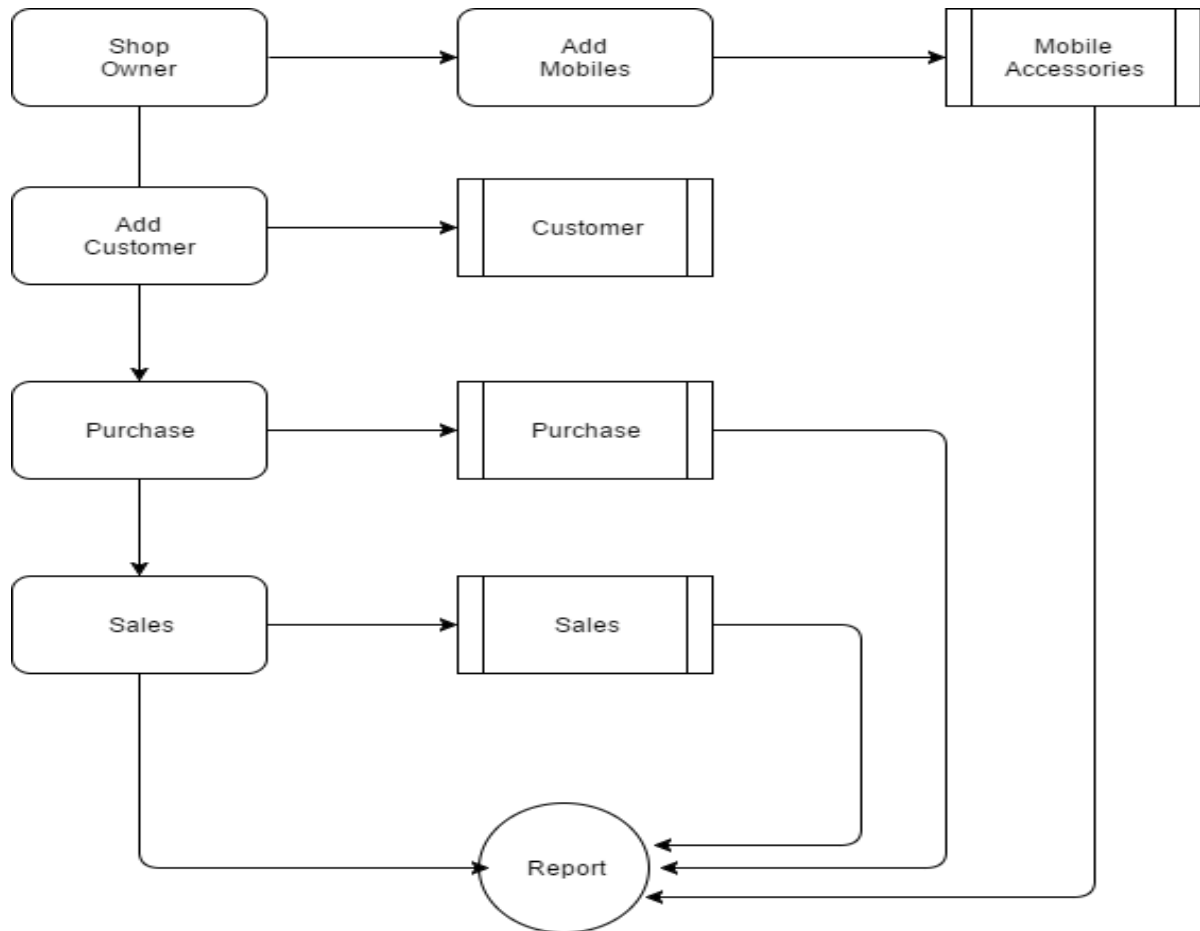 Shop
Owner
Add
Mobiles
Mobile
Accessories
Add
Customer
Customer
Purchase
Purchase
Sales
Sales
Report